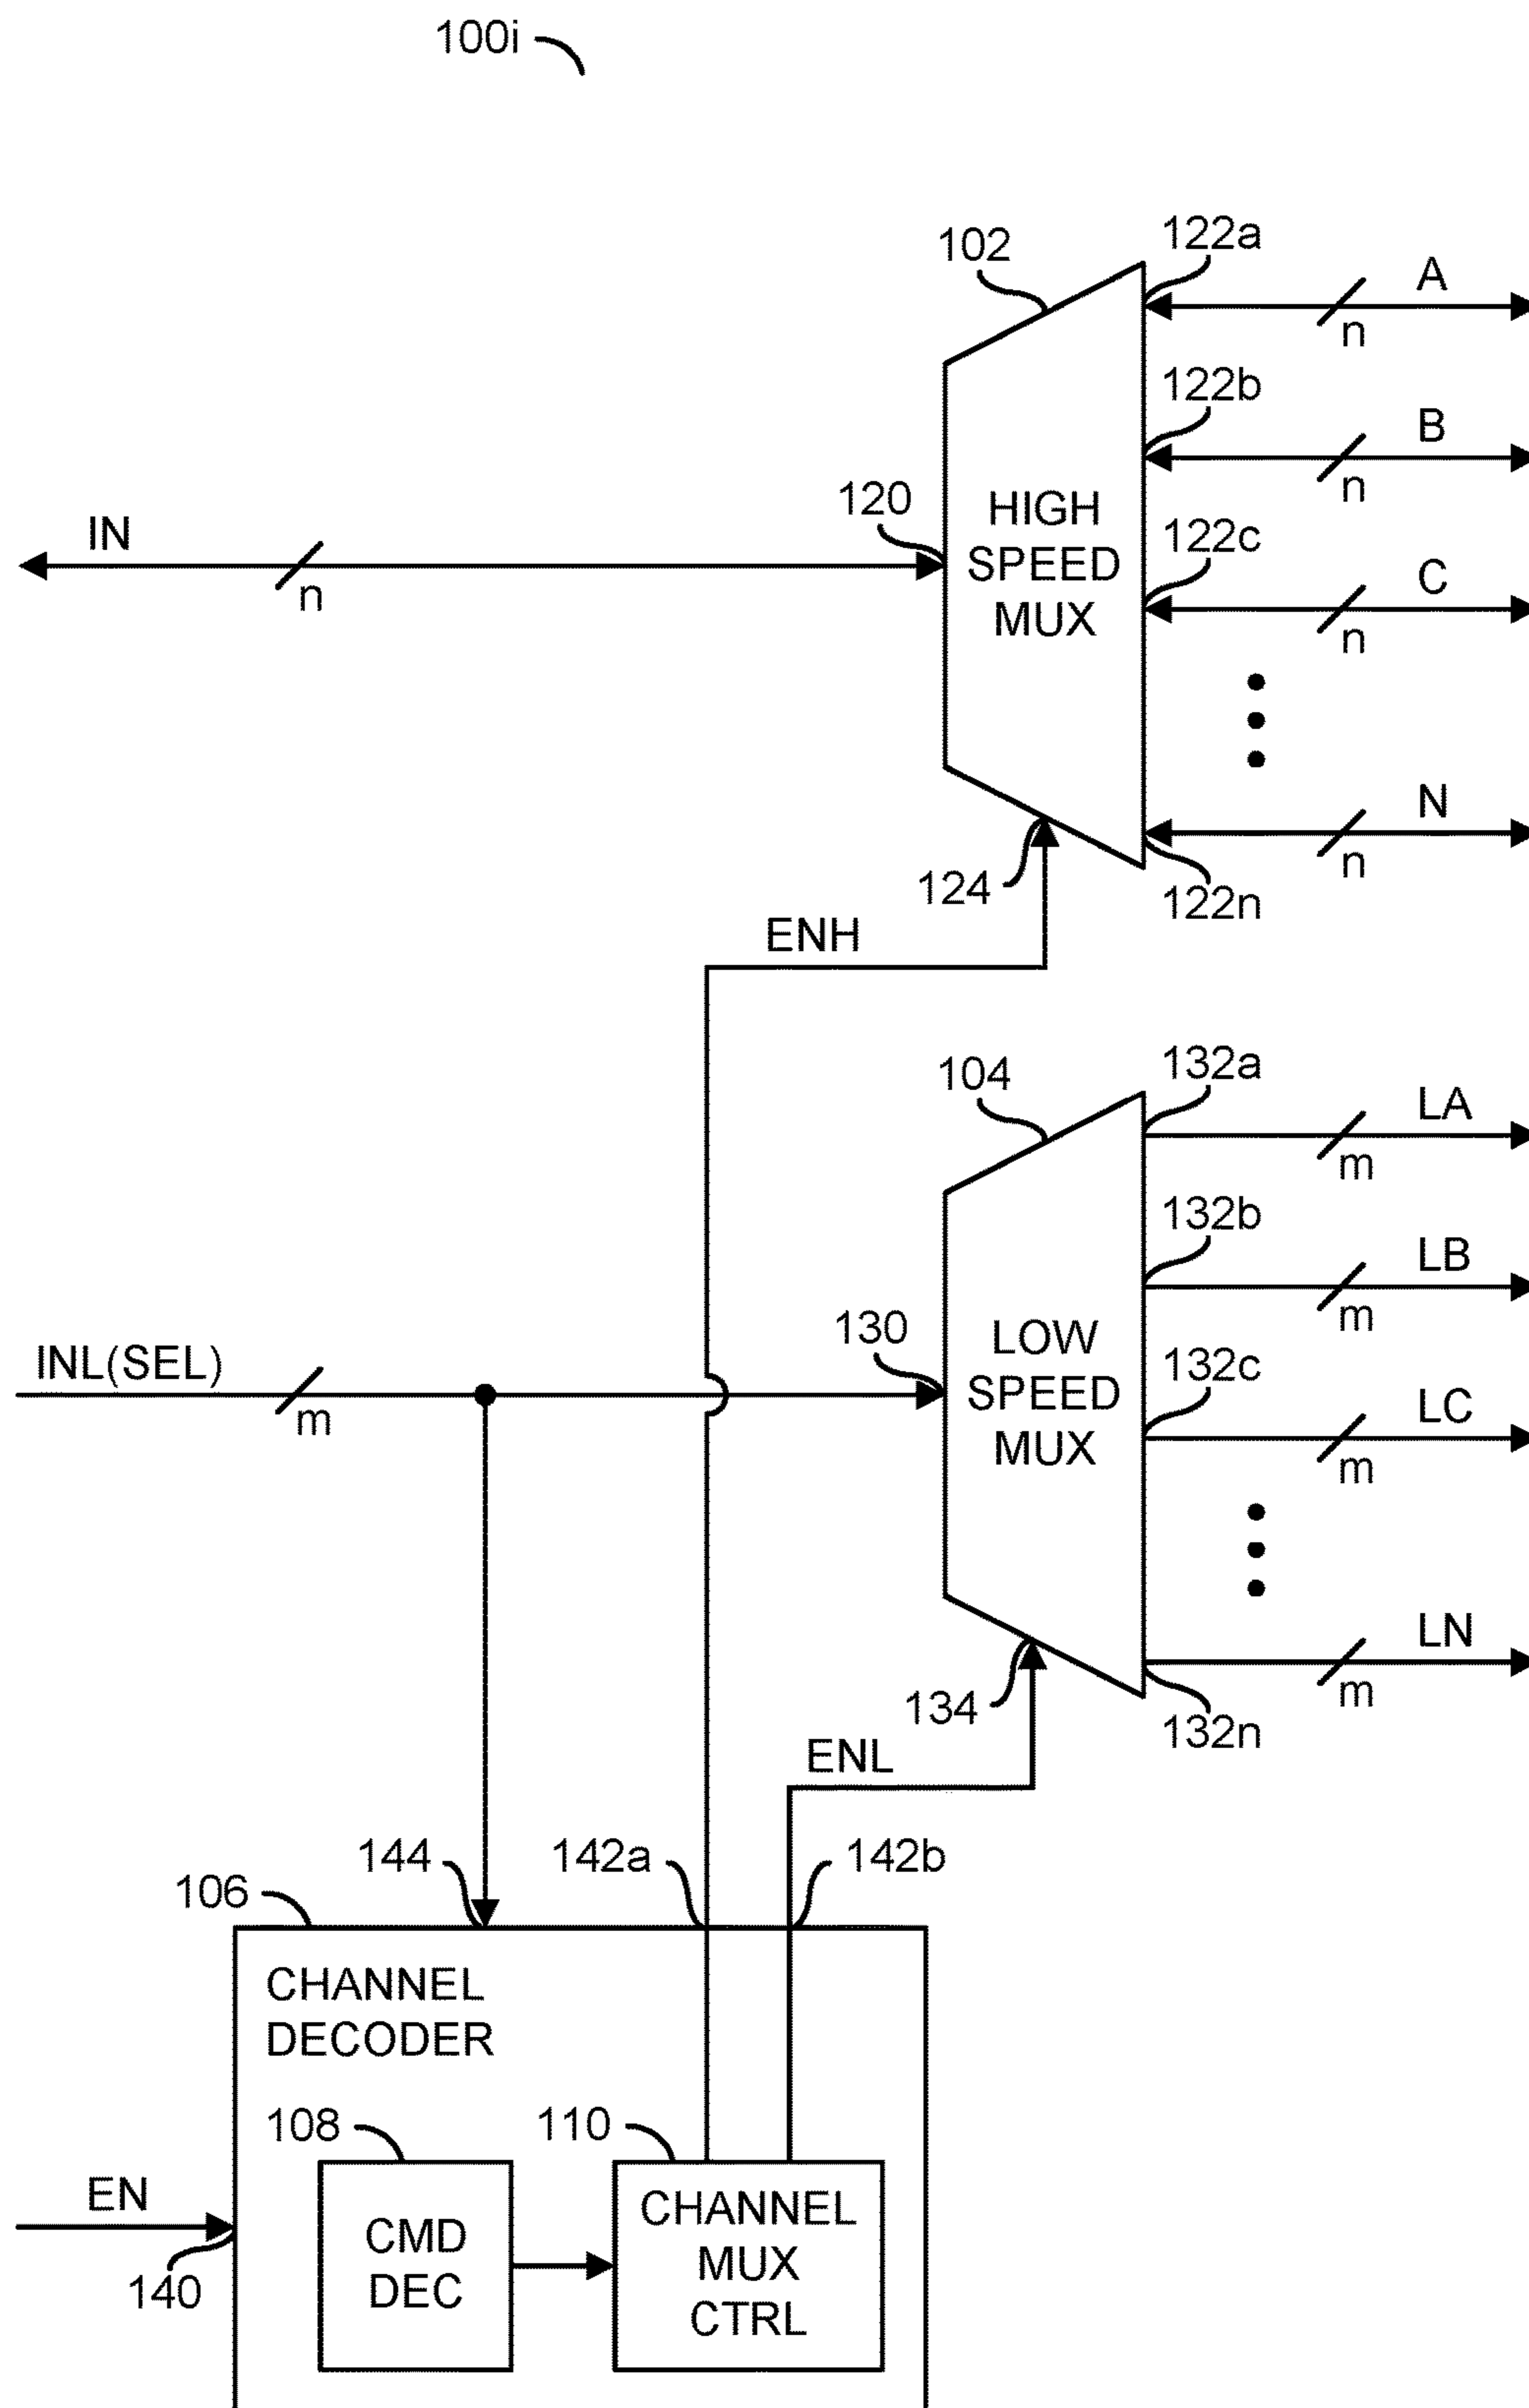 100i
102
122a
A
n
122b
B
n
120
HIGH
SPEED
MUX
IN
n
122c
C
n
N
n
124
122n
ENH
104
132a
LA
m
132b
LB
m
130
LOW
SPEED
MUX
INL(SEL)
m
132c
LC
m
LN
m
134
132n
ENL
144
142a
142b
106
CHANNEL
DECODER
108
110
EN
140
CMD
DEC
CHANNEL
MUX
CTRL